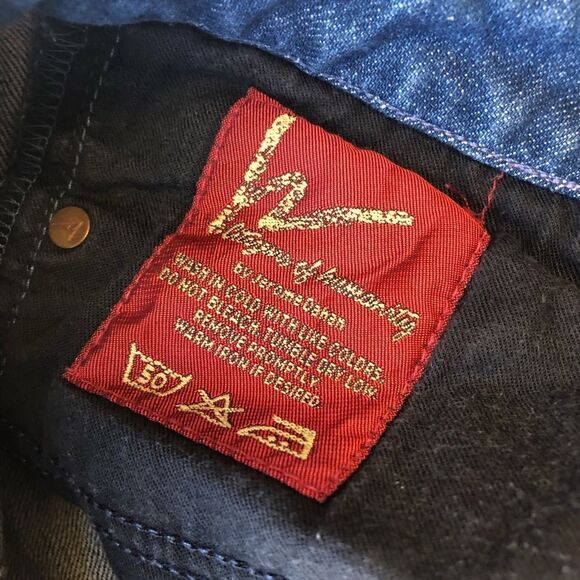 h
citizens of humanity
by Jerome Dahan
WASH IN COLD WITH LIKE COLORS.
DO NOT BLEACH, TUMBLE DRY LOW.
REMOVE PROMPTLY.
WARM IRON IF DESIRED.
50